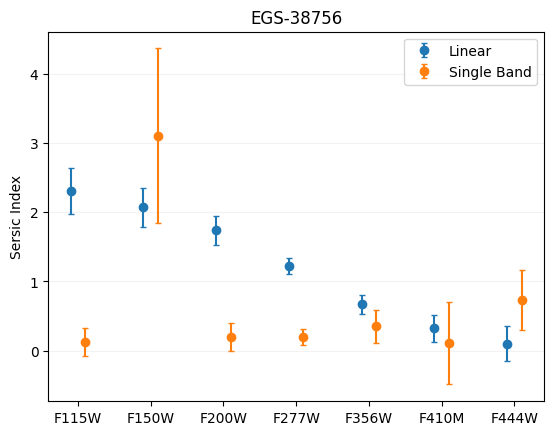 EGS-38756
Linear
Single Band
Sersic Index
4
3
2
1
0
F115W F150W F200W F277W F356W F410M F444W